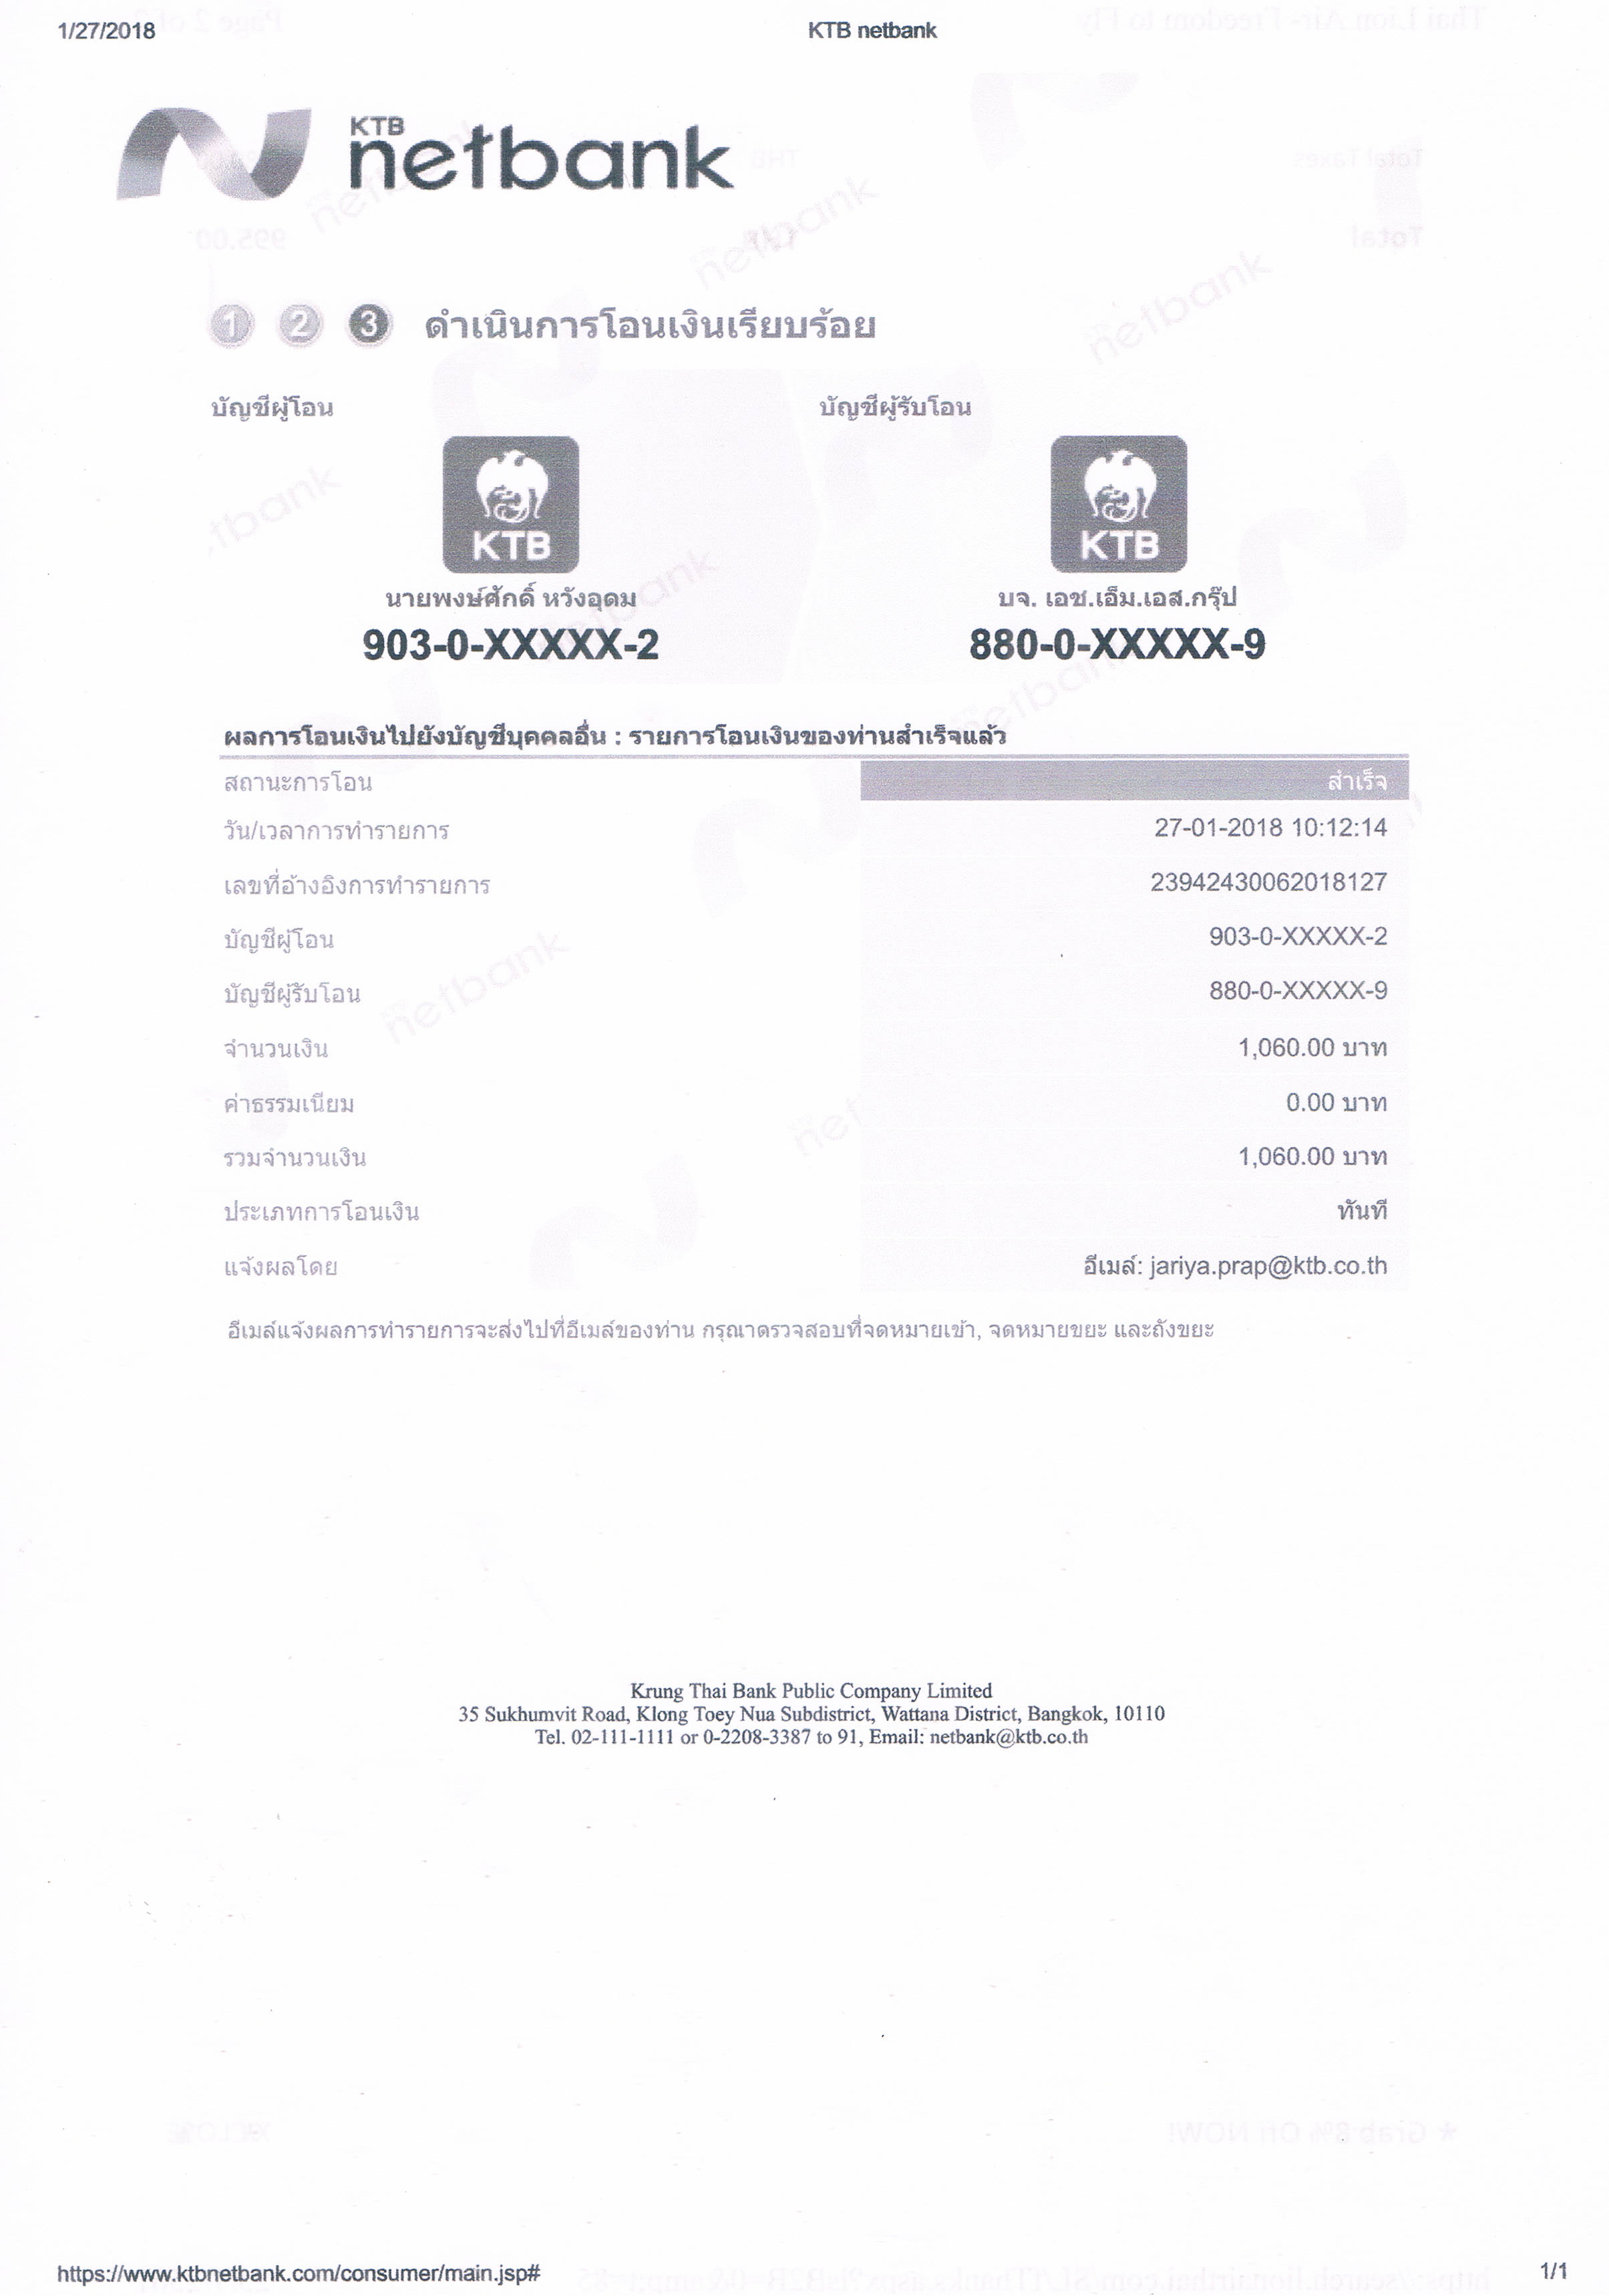 1/27/2018 KTB netbank
KTB
netbank
1 2 3 ดำเนินการโอนเงินเรียบร้อย
บัญชีผู้โอน บัญชีผู้รับโอน
KTB KTB
นายพงษ์ศักดิ์ หวังอุดม บจ. เอช.เอ็ม.เอส.กรุ๊ป
903-0-XXXXX-2 880-0-XXXXX-9
ผลการโอนเงินไปยังบัญชีบุคคลอื่น : รายการโอนเงินของท่านสำเร็จแล้ว
สถานะการโอน สำเร็จ
วัน/เวลาการทำรายการ 27-01-2018 10:12:14
เลขที่อ้างอิงการทำรายการ 23942430062018127
บัญชีผู้โอน 903-0-XXXXX-2
บัญชีผู้รับโอน 880-0-XXXXX-9
จำนวนเงิน 1,060.00 บาท
ค่าธรรมเนียม 0.00 บาท
รวมจำนวนเงิน 1,060.00 บาท
ประเภทการโอนเงิน ทันที
แจ้งผลโดย อีเมล์: jariya.prap@ktb.co.th
อีเมล์แจ้งผลการทำรายการจะส่งไปที่อีเมล์ของท่าน กรุณาตรวจสอบที่จดหมายเข้า, จดหมายขยะ และถังขยะ
Krung Thai Bank Public Company Limited
35 Sukhumvit Road, Klong Toey Nua Subdistrict, Wattana District, Bangkok, 10110
Tel. 02-111-1111 or 0-2208-3387 to 91, Email: netbank@ktb.co.th
https://www.ktbnetbank.com/consumer/main.jsp# 1/1